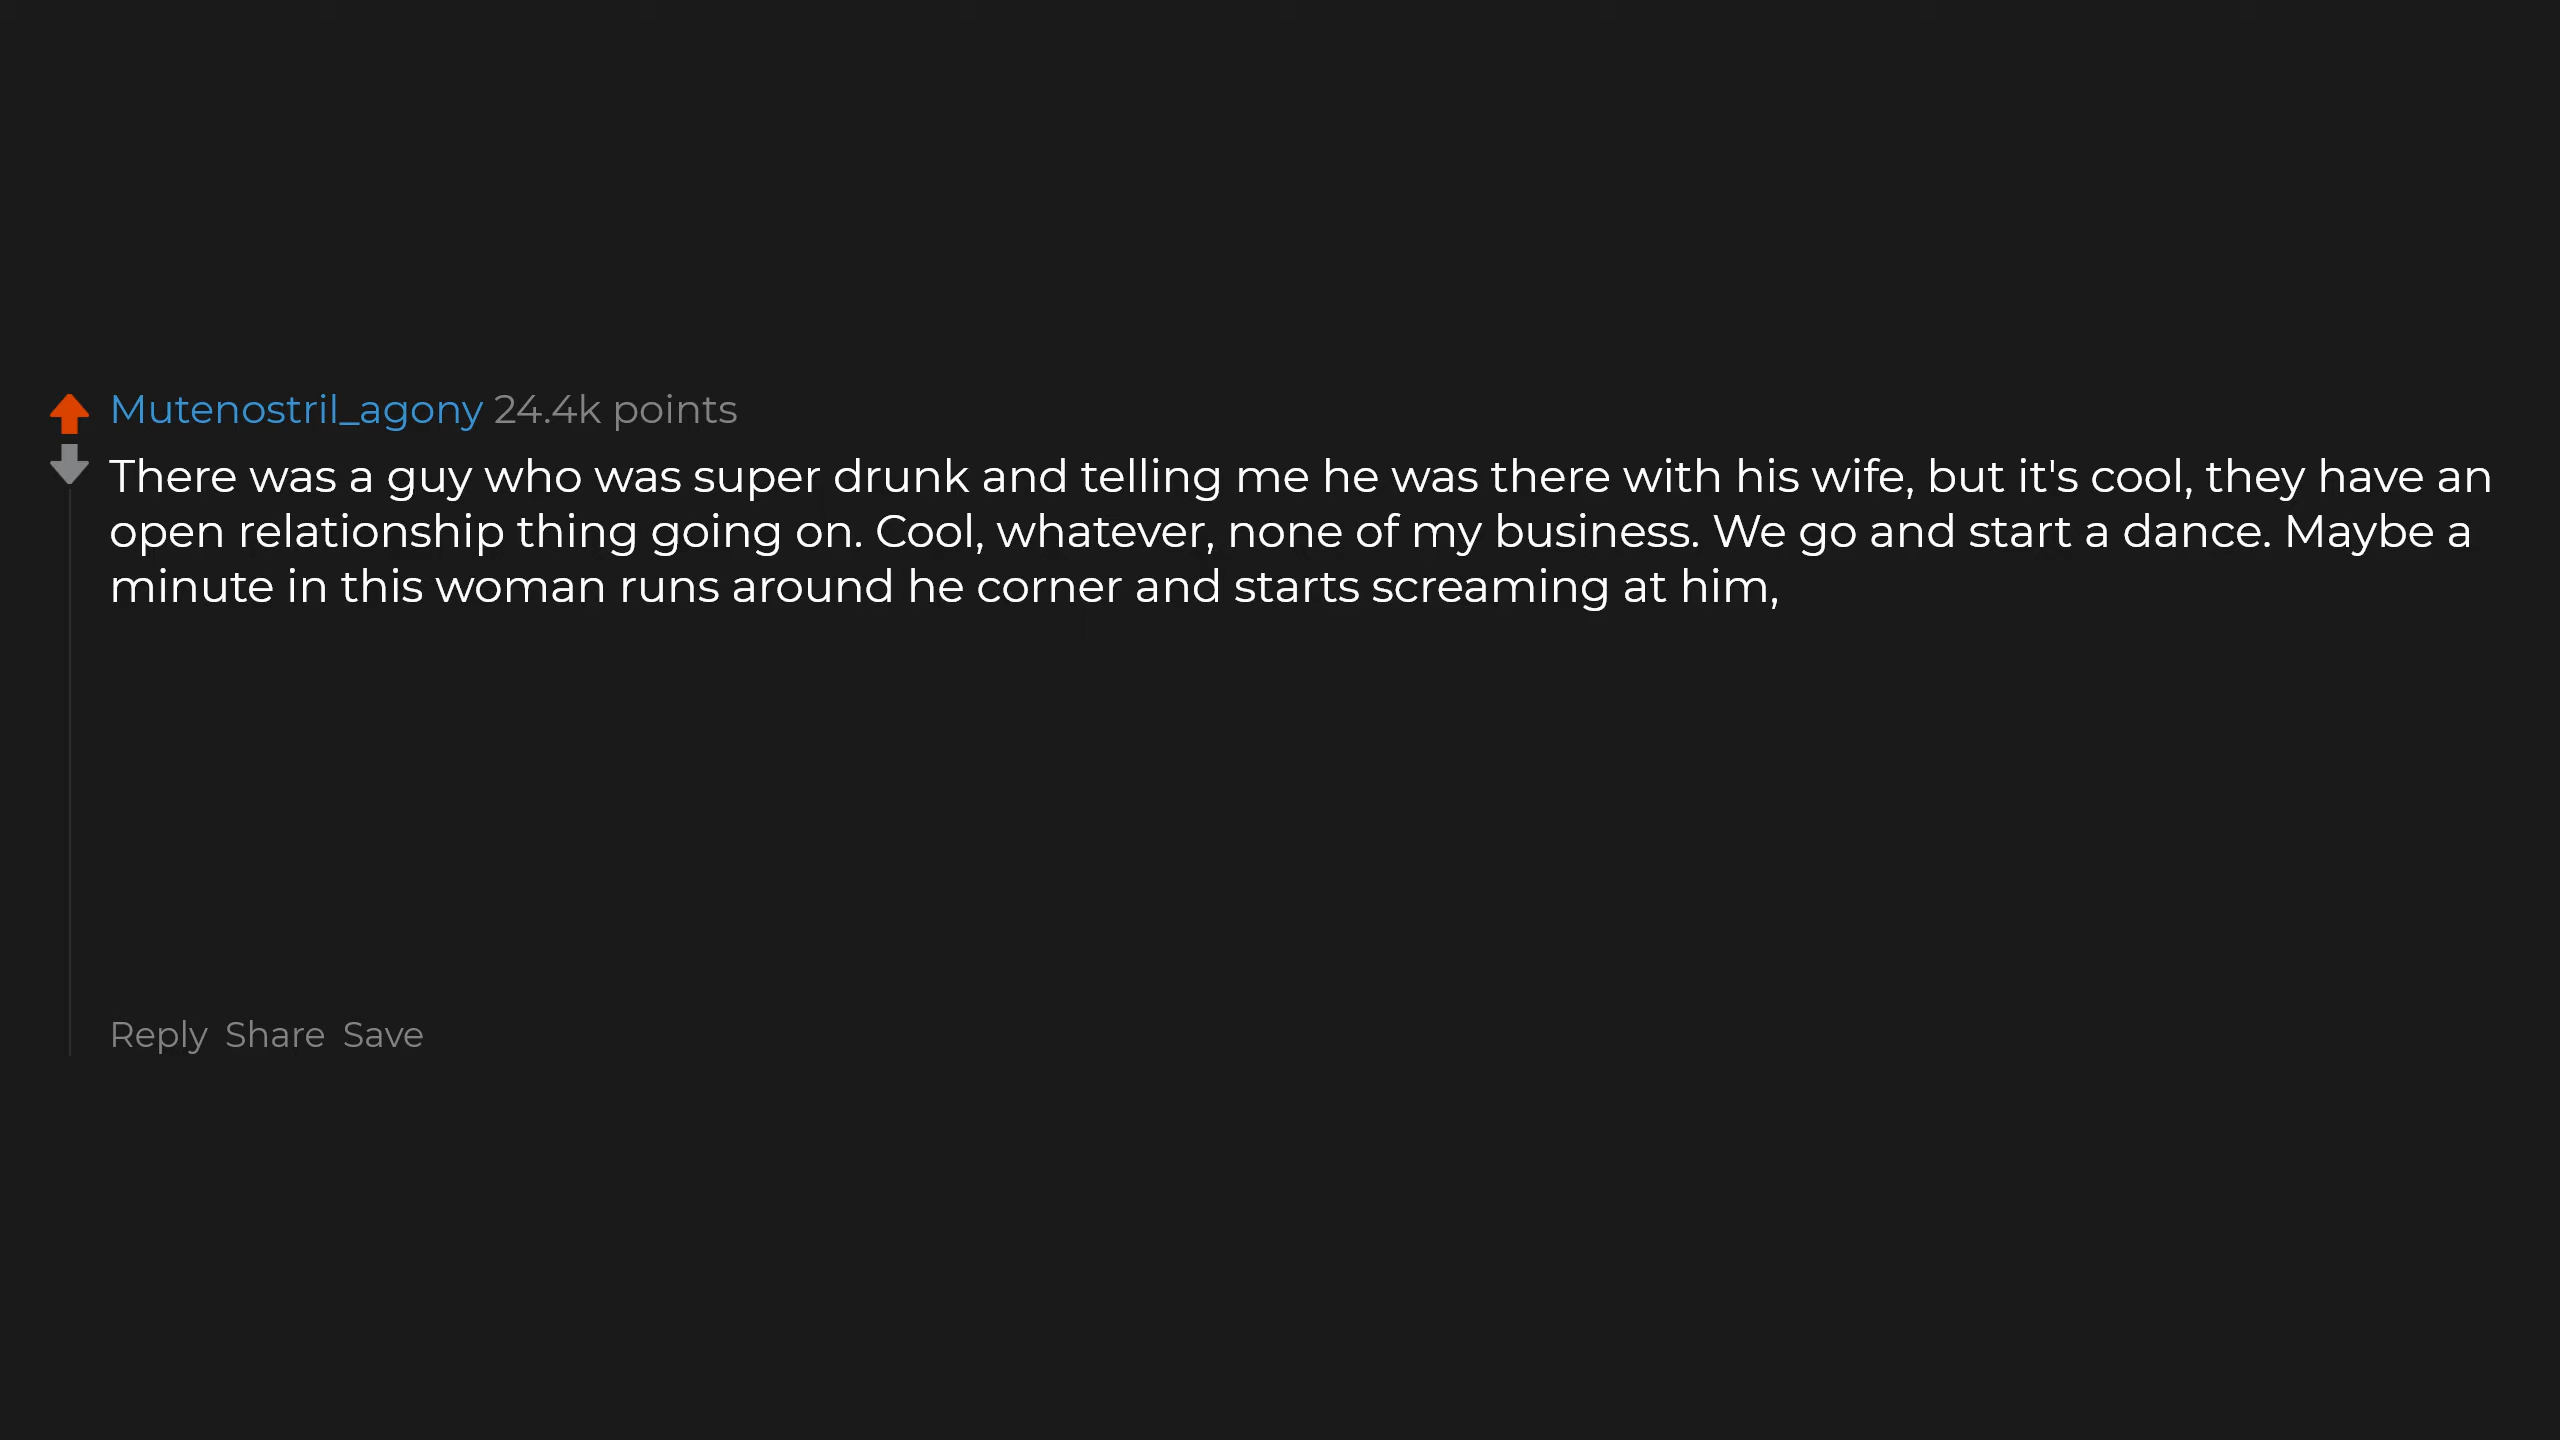 Mutenostril_agony 24.4k points
There was a guy who was super drunk and telling me he was there with his wife, but it's cool, they have an
open relationship thing going on. Cool, whatever, none of my business. We go and start a dance. Maybe a
minute in this woman runs around he corner and starts screaming at him,
Reply Share Save